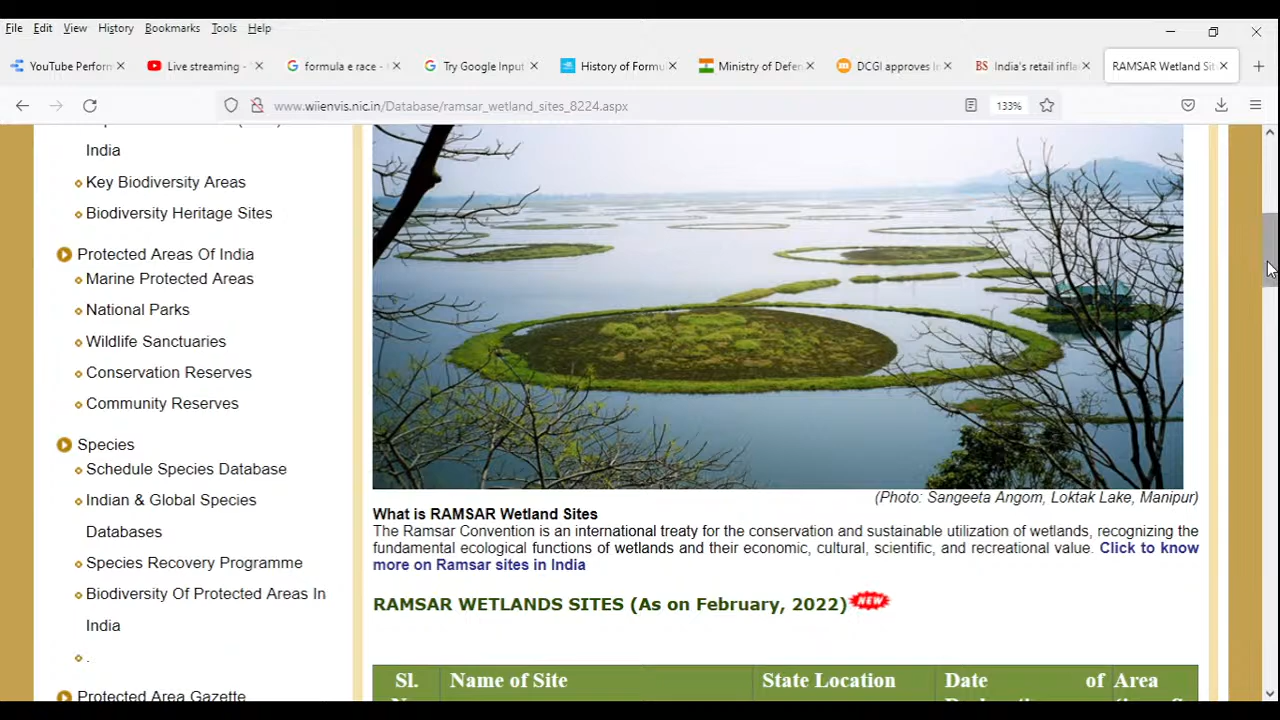 File Edit View History Bookmarks Tools Help
YouTube Perform Live streaming - formula e race - Try Google Input History of Formu Ministry of Defen DCGI approves In India's retail infla RAMSAR Wetland Sit
www.wiienvis.nic.in/Database/ramsar_wetland_sites_8224.aspx 133%
India
Key Biodiversity Areas
Biodiversity Heritage Sites
Protected Areas Of India
Marine Protected Areas
National Parks
Wildlife Sanctuaries
Conservation Reserves
Community Reserves
Species
Schedule Species Database
Indian & Global Species
Databases
Species Recovery Programme
Biodiversity Of Protected Areas In
India
.
Protected Area Gazette
(Photo: Sangeeta Angom, Loktak Lake, Manipur)
What is RAMSAR Wetland Sites
The Ramsar Convention is an international treaty for the conservation and sustainable utilization of wetlands, recognizing the
fundamental ecological functions of wetlands and their economic, cultural, scientific, and recreational value. Click to know
more on Ramsar sites in India
RAMSAR WETLANDS SITES (As on February, 2022) NEW
Sl. Name of Site State Location Date of Area